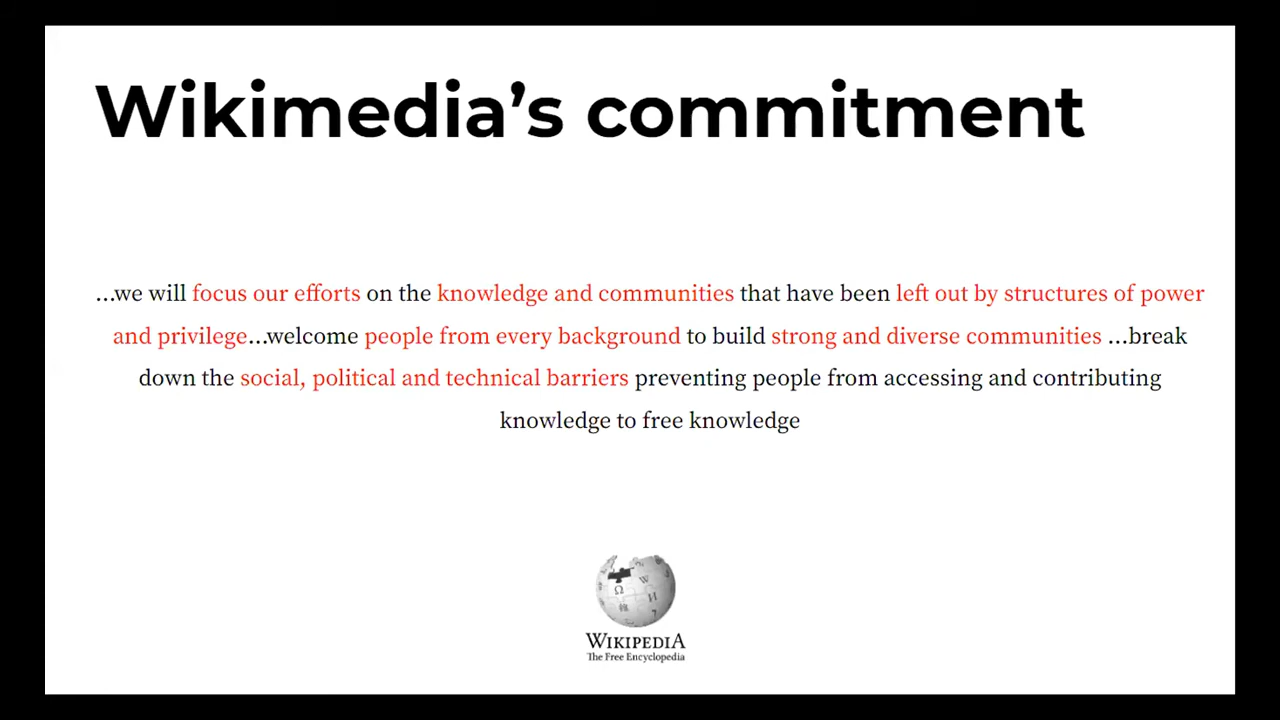 Wikimedia’s commitment
...we will focus our efforts on the knowledge and communities that have been left out by structures of power
and privilege...welcome people from every background to build strong and diverse communities ...break
down the social, political and technical barriers preventing people from accessing and contributing
knowledge to free knowledge
Ω W И
WIKIPEDIA
The Free Encyclopedia